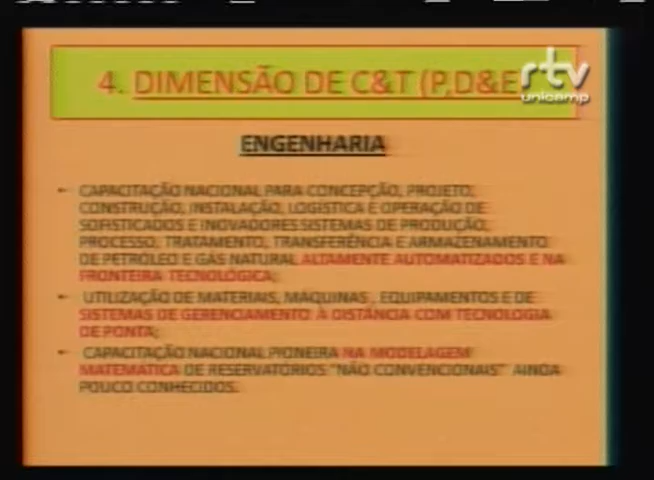 4. DIMENSÃO DE C&T (P,D&E
rtv
unicamp
ENGENHARIA
- CAPACITAÇÃO NACIONAL PARA CONCEPÇÃO, PROJETO,
CONSTRUÇÃO, INSTALAÇÃO, LOGÍSTICA E OPERAÇÃO DE
SOFISTICADOS E INOVADORES SISTEMAS DE PRODUÇÃO,
PROCESSO, TRATAMENTO, TRANSFERÊNCIA E ARMAZENAMENTO
DE PETRÓLEO E GÁS NATURAL ALTAMENTE AUTOMATIZADOS E NA
FRONTEIRA TECNOLÓGICA;
- UTILIZAÇÃO DE MATERIAIS, MÁQUINAS , EQUIPAMENTOS E DE
SISTEMAS DE GERENCIAMENTO À DISTÂNCIA COM TECNOLOGIA
DE PONTA;
- CAPACITAÇÃO NACIONAL PIONEIRA NA MODELAGEM
MATEMÁTICA DE RESERVATÓRIOS "NÃO CONVENCIONAIS" AINDA
POUCO CONHECIDOS.